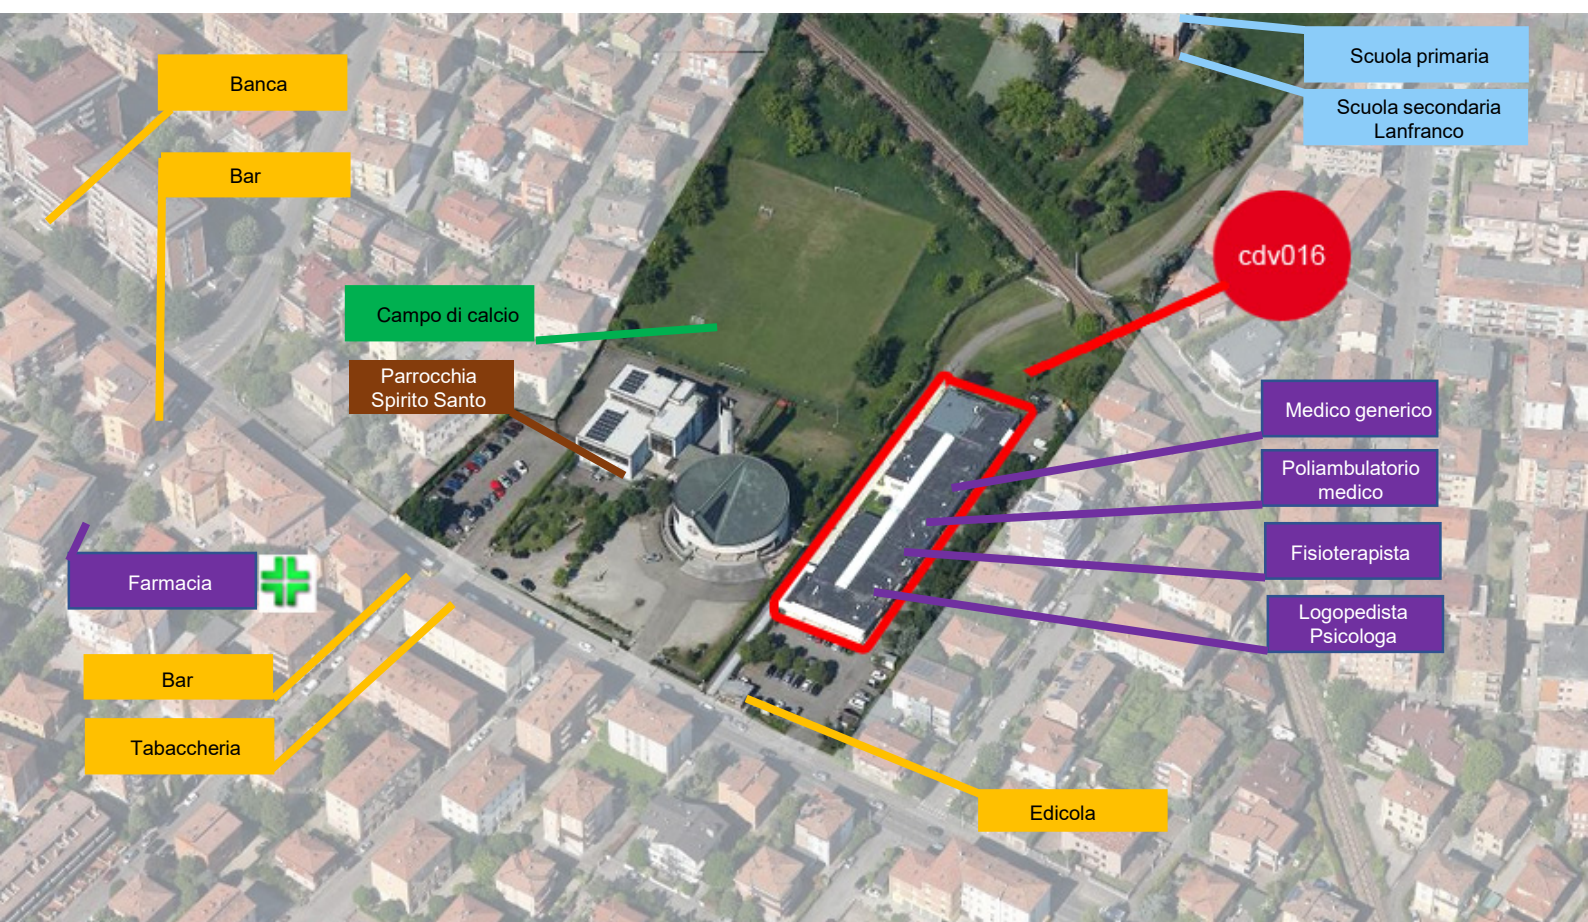 Banca
Bar
Campo di calcio
Parrocchia
Spirito Santo
Farmacia
Bar
Tabaccheria
Scuola primaria
Scuola secondaria
Lanfranco
cdv016
Medico generico
Poliambulatorio
medico
Fisioterapista
Logopedista
Psicologa
Edicola